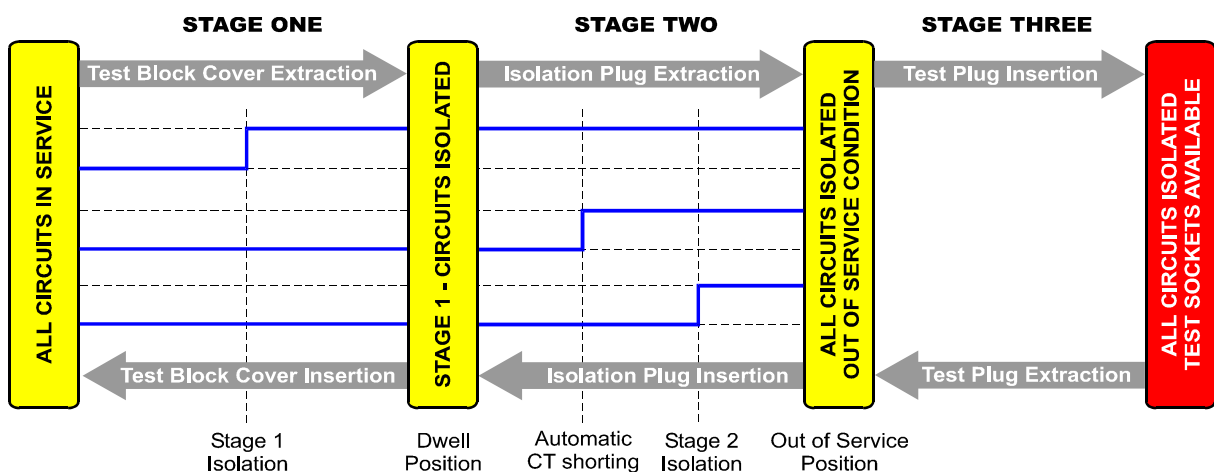 STAGE ONE
STAGE TWO
STAGE THREE
Test Block Cover Extraction
Isolation Plug Extraction
Test Plug Insertion
ALL CIRCUITS IN SERVICE
STAGE 1 - CIRCUITS ISOLATED
ALL CIRCUITS ISOLATED
OUT OF SERVICE CONDITION
ALL CIRCUITS ISOLATED
TEST SOCKETS AVAILABLE
Test Block Cover Insertion
Isolation Plug Insertion
Test Plug Extraction
Stage 1
Isolation
Dwell
Position
Automatic
CT shorting
Stage 2
Isolation
Out of Service
Position